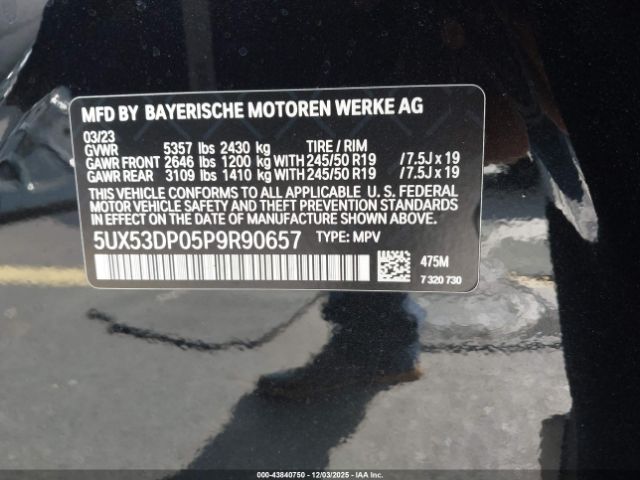 MFD BY BAYERISCHE MOTOREN WERKE AG
03/23
GVWR 5357 lbs 2430 kg TIRE / RIM
GAWR FRONT 2646 lbs 1200 kg WITH 245/50 R19 / 7.5J x 19
GAWR REAR 3109 lbs 1410 kg WITH 245/50 R19 / 7.5J x 19
THIS VEHICLE CONFORMS TO ALL APPLICABLE U. S. FEDERAL
MOTOR VEHICLE SAFETY, BUMPER, AND THEFT PREVENTION
STANDARDS IN EFFECT ON THE DATE OF MANUFACTURE SHOWN ABOVE.
5UX53DP05P9R90657 TYPE: MPV
475M
7 320 730
000-43840750 - 12/03/2025 - IAA, Inc.